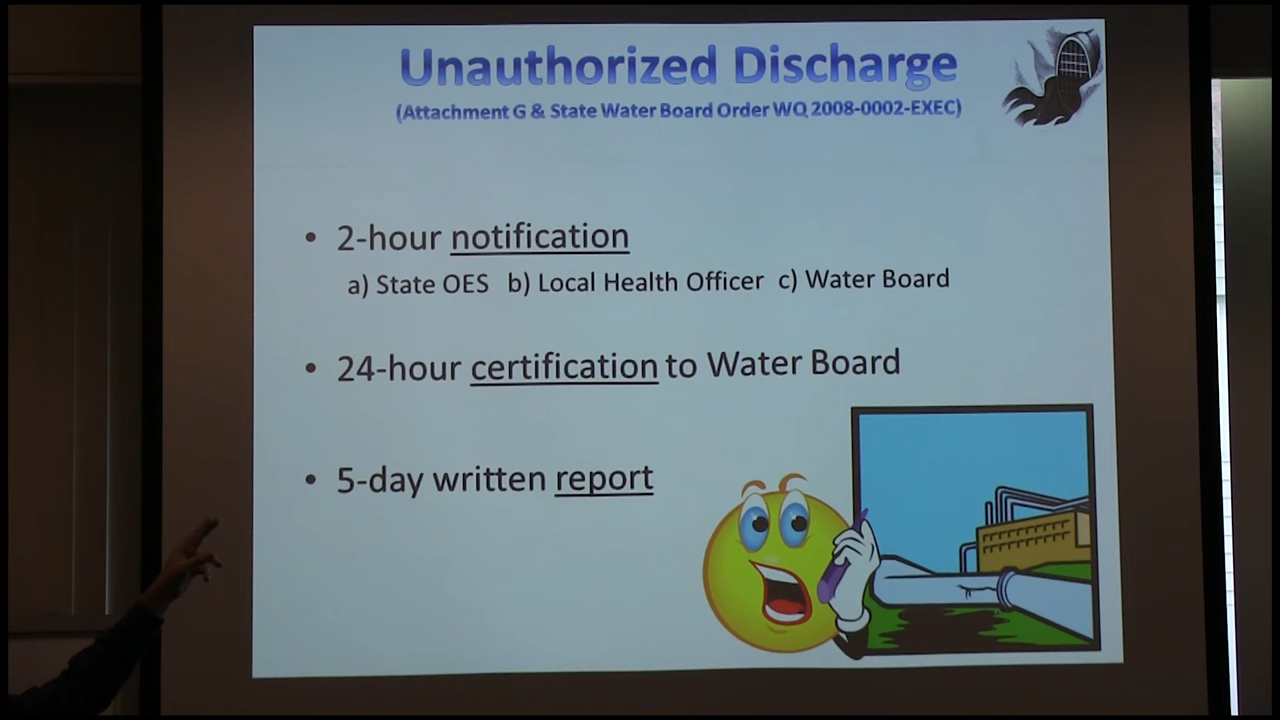 Unauthorized Discharge
(Attachment G & State Water Board Order WQ 2008-0002-EXEC)
• 2-hour notification
a) State OES b) Local Health Officer c) Water Board
• 24-hour certification to Water Board
• 5-day written report